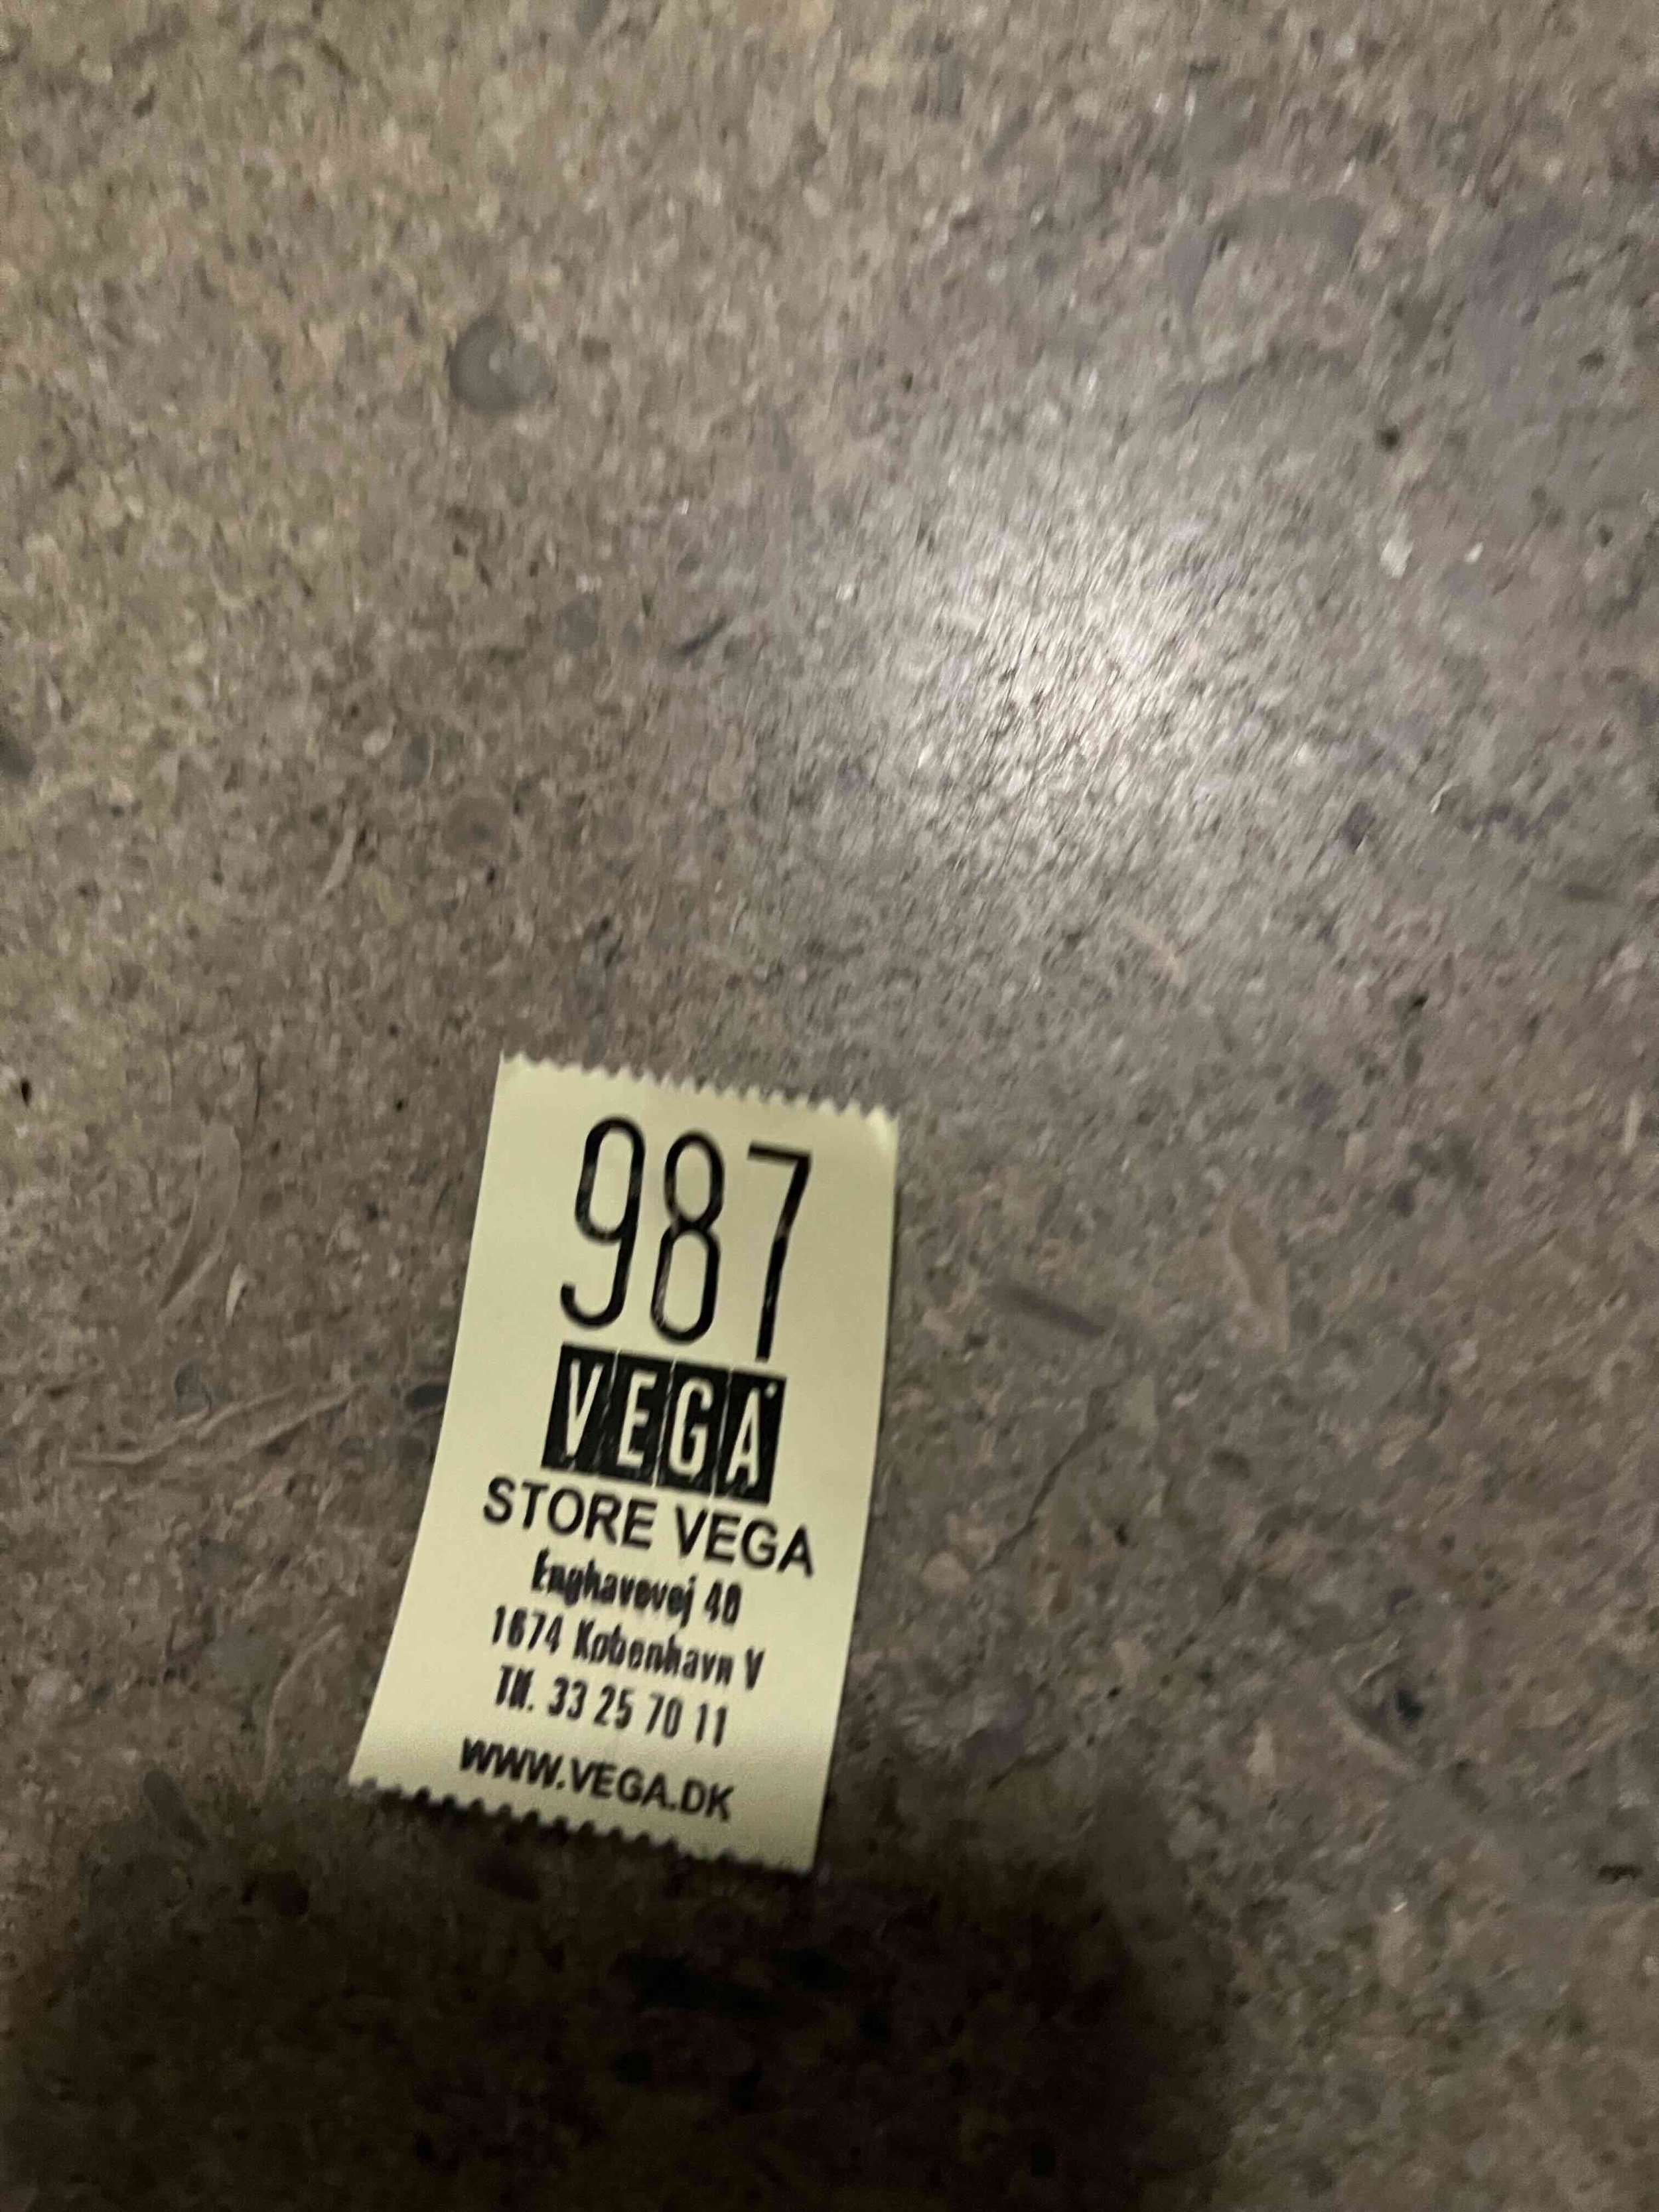 987
VEGA
STORE VEGA
Enghavevej 40
1674 København V
Tlf. 33 25 70 11
WWW.VEGA.DK